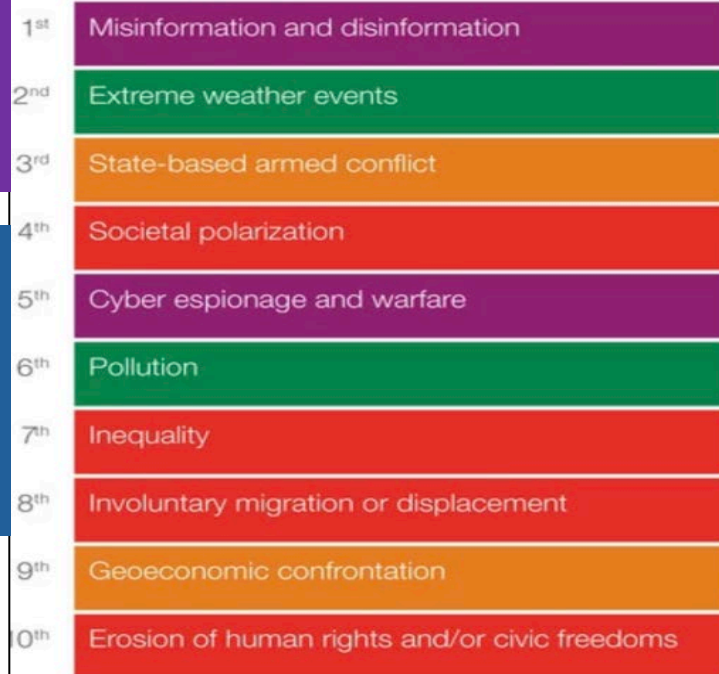 1st Misinformation and disinformation
2nd Extreme weather events
3rd State-based armed conflict
4th Societal polarization
5th Cyber espionage and warfare
6th Pollution
7th Inequality
8th Involuntary migration or displacement
9th Geoeconomic confrontation
10th Erosion of human rights and/or civic freedoms